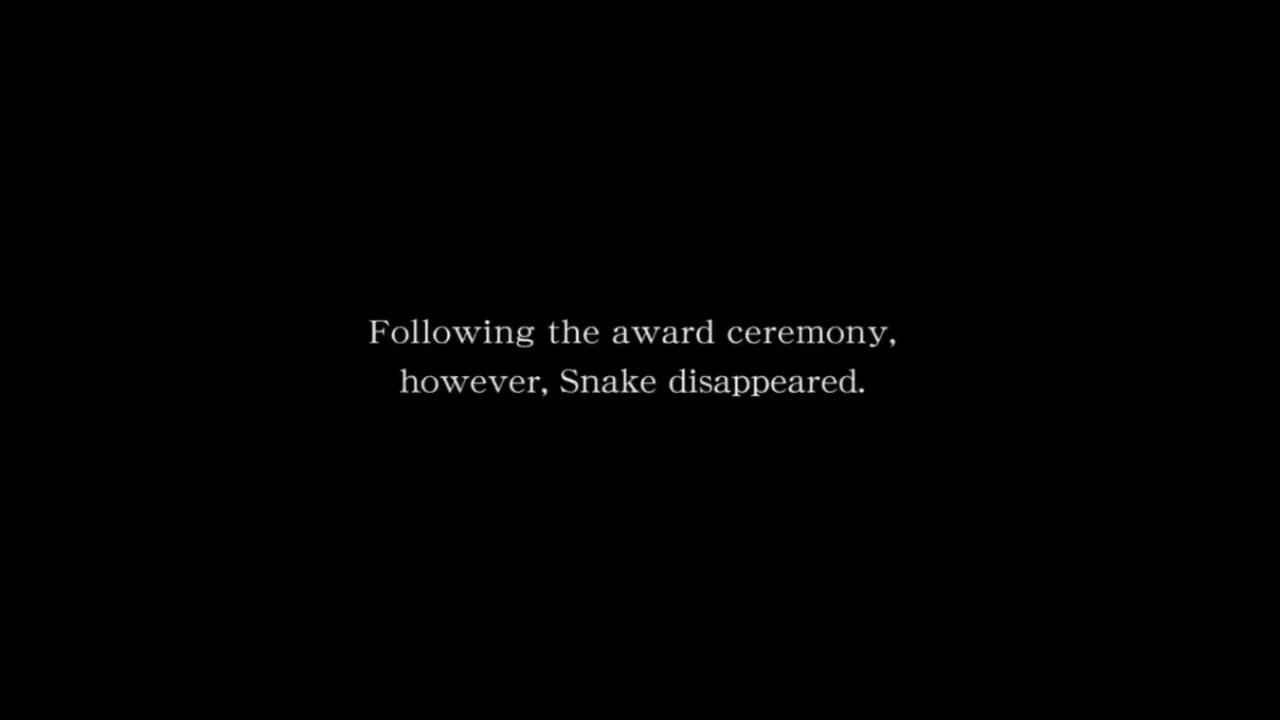 Following the award ceremony,
however, Snake disappeared.